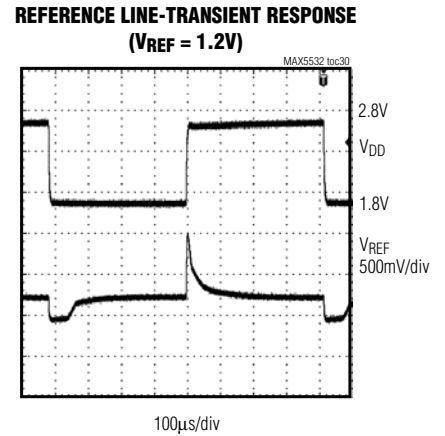 REFERENCE LINE-TRANSIENT RESPONSE
(VREF = 1.2V)
MAX5532 toc30
T
2.8V
VDD
1.8V
VREF
500mV/div
100µs/div